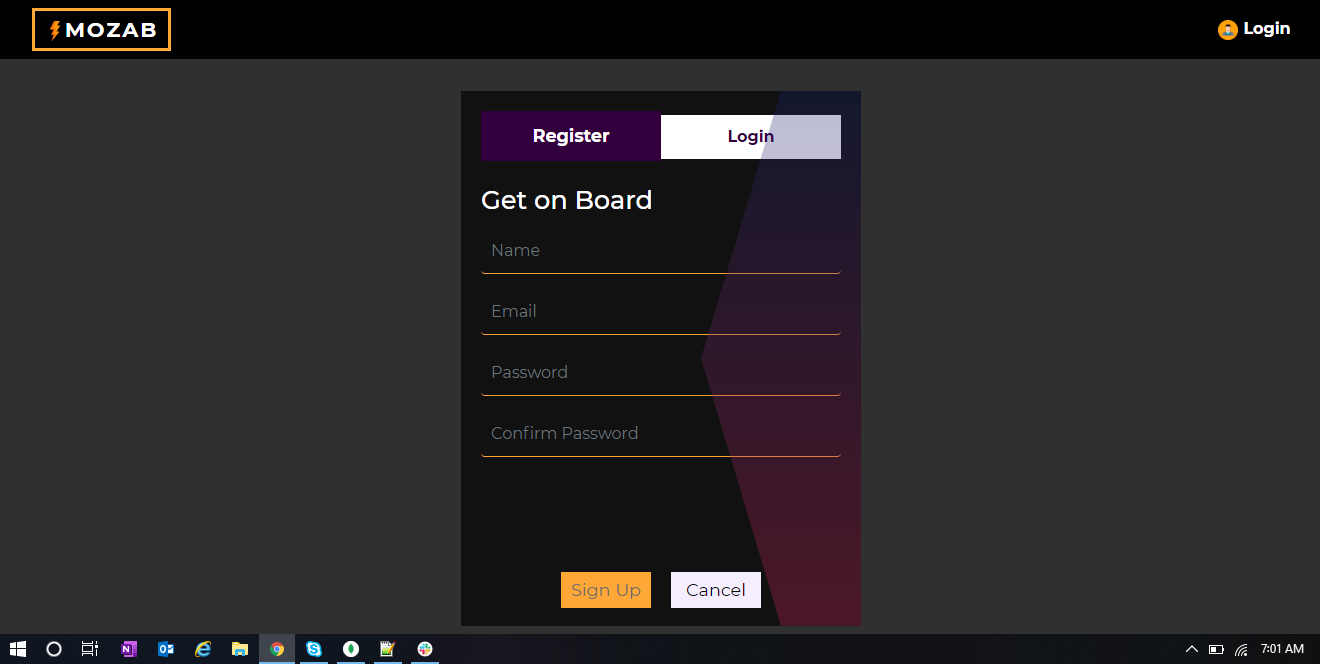 MOZAB
Login
Register
Login
Get on Board
Name
Email
Password
Confirm Password
Sign Up
Cancel
7:01 AM